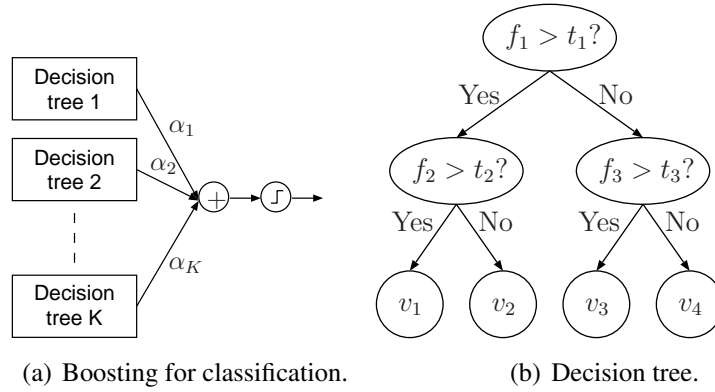 Decision
tree 1
α₁
Decision
tree 2
α₂
+
Decision
tree K
α_K
(a) Boosting for classification.
f₁ > t₁?
Yes No
f₂ > t₂? f₃ > t₃?
Yes No Yes No
v₁ v₂ v₃ v₄
(b) Decision tree.